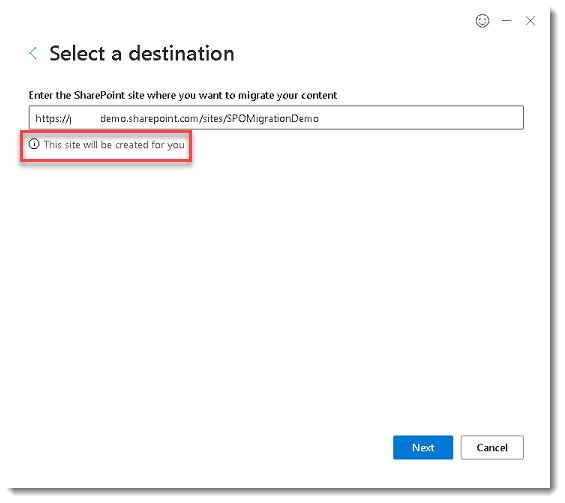 Select a destination
Enter the SharePoint site where you want to migrate your content
https://p demo.sharepoint.com/sites/SPOMigrationDemo
This site will be created for you
Next
Cancel